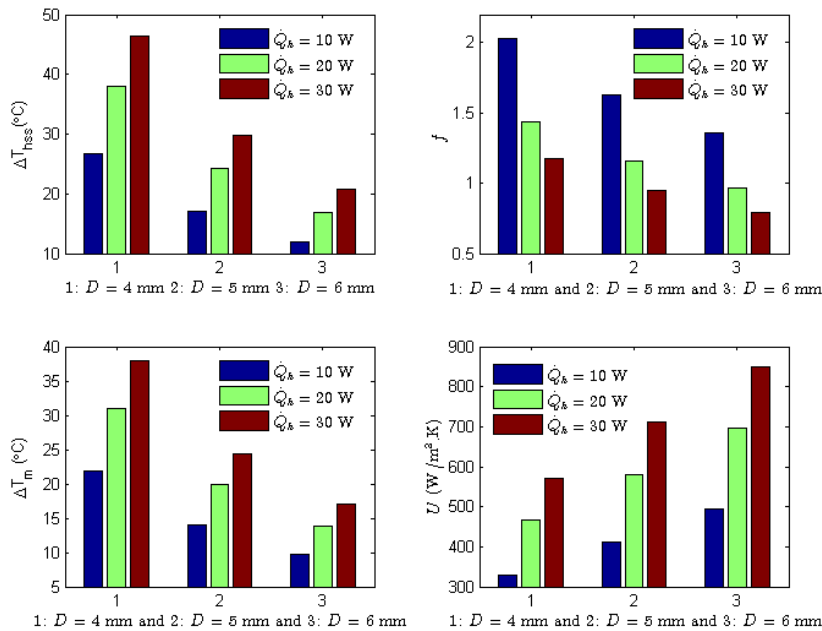 50
40
30
20
10
ΔT_hss (°C)
Q̇_h = 10 W
Q̇_h = 20 W
Q̇_h = 30 W
1 2 3
1: D = 4 mm 2: D = 5 mm 3: D = 6 mm
2
1.5
1
0.5
f
Q̇_h = 10 W
Q̇_h = 20 W
Q̇_h = 30 W
1 2 3
1: D = 4 mm and 2: D = 5 mm and 3: D = 6 mm
40
35
30
25
20
15
10
5
ΔT_m (°C)
Q̇_h = 10 W
Q̇_h = 20 W
Q̇_h = 30 W
1 2 3
1: D = 4 mm and 2: D = 5 mm and 3: D = 6 mm
900
800
700
600
500
400
300
U (W/m².K)
Q̇_h = 10 W
Q̇_h = 20 W
Q̇_h = 30 W
1 2 3
1: D = 4 mm and 2: D = 5 mm and 3: D = 6 mm